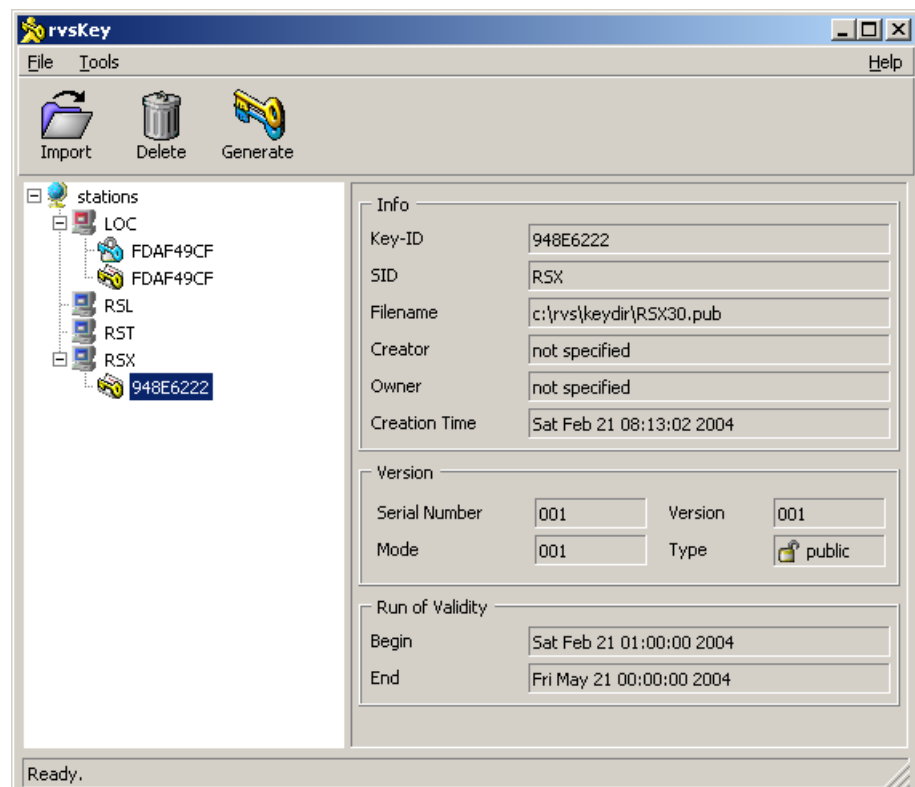 rvsKey
File Tools Help
Import Delete Generate
stations
LOC
FDAF49CF
FDAF49CF
RSL
RST
RSX
948E6222
Info
Key-ID 948E6222
SID RSX
Filename c:\rvs\keydir\RSX30.pub
Creator not specified
Owner not specified
Creation Time Sat Feb 21 08:13:02 2004
Version
Serial Number 001 Version 001
Mode 001 Type public
Run of Validity
Begin Sat Feb 21 01:00:00 2004
End Fri May 21 00:00:00 2004
Ready.